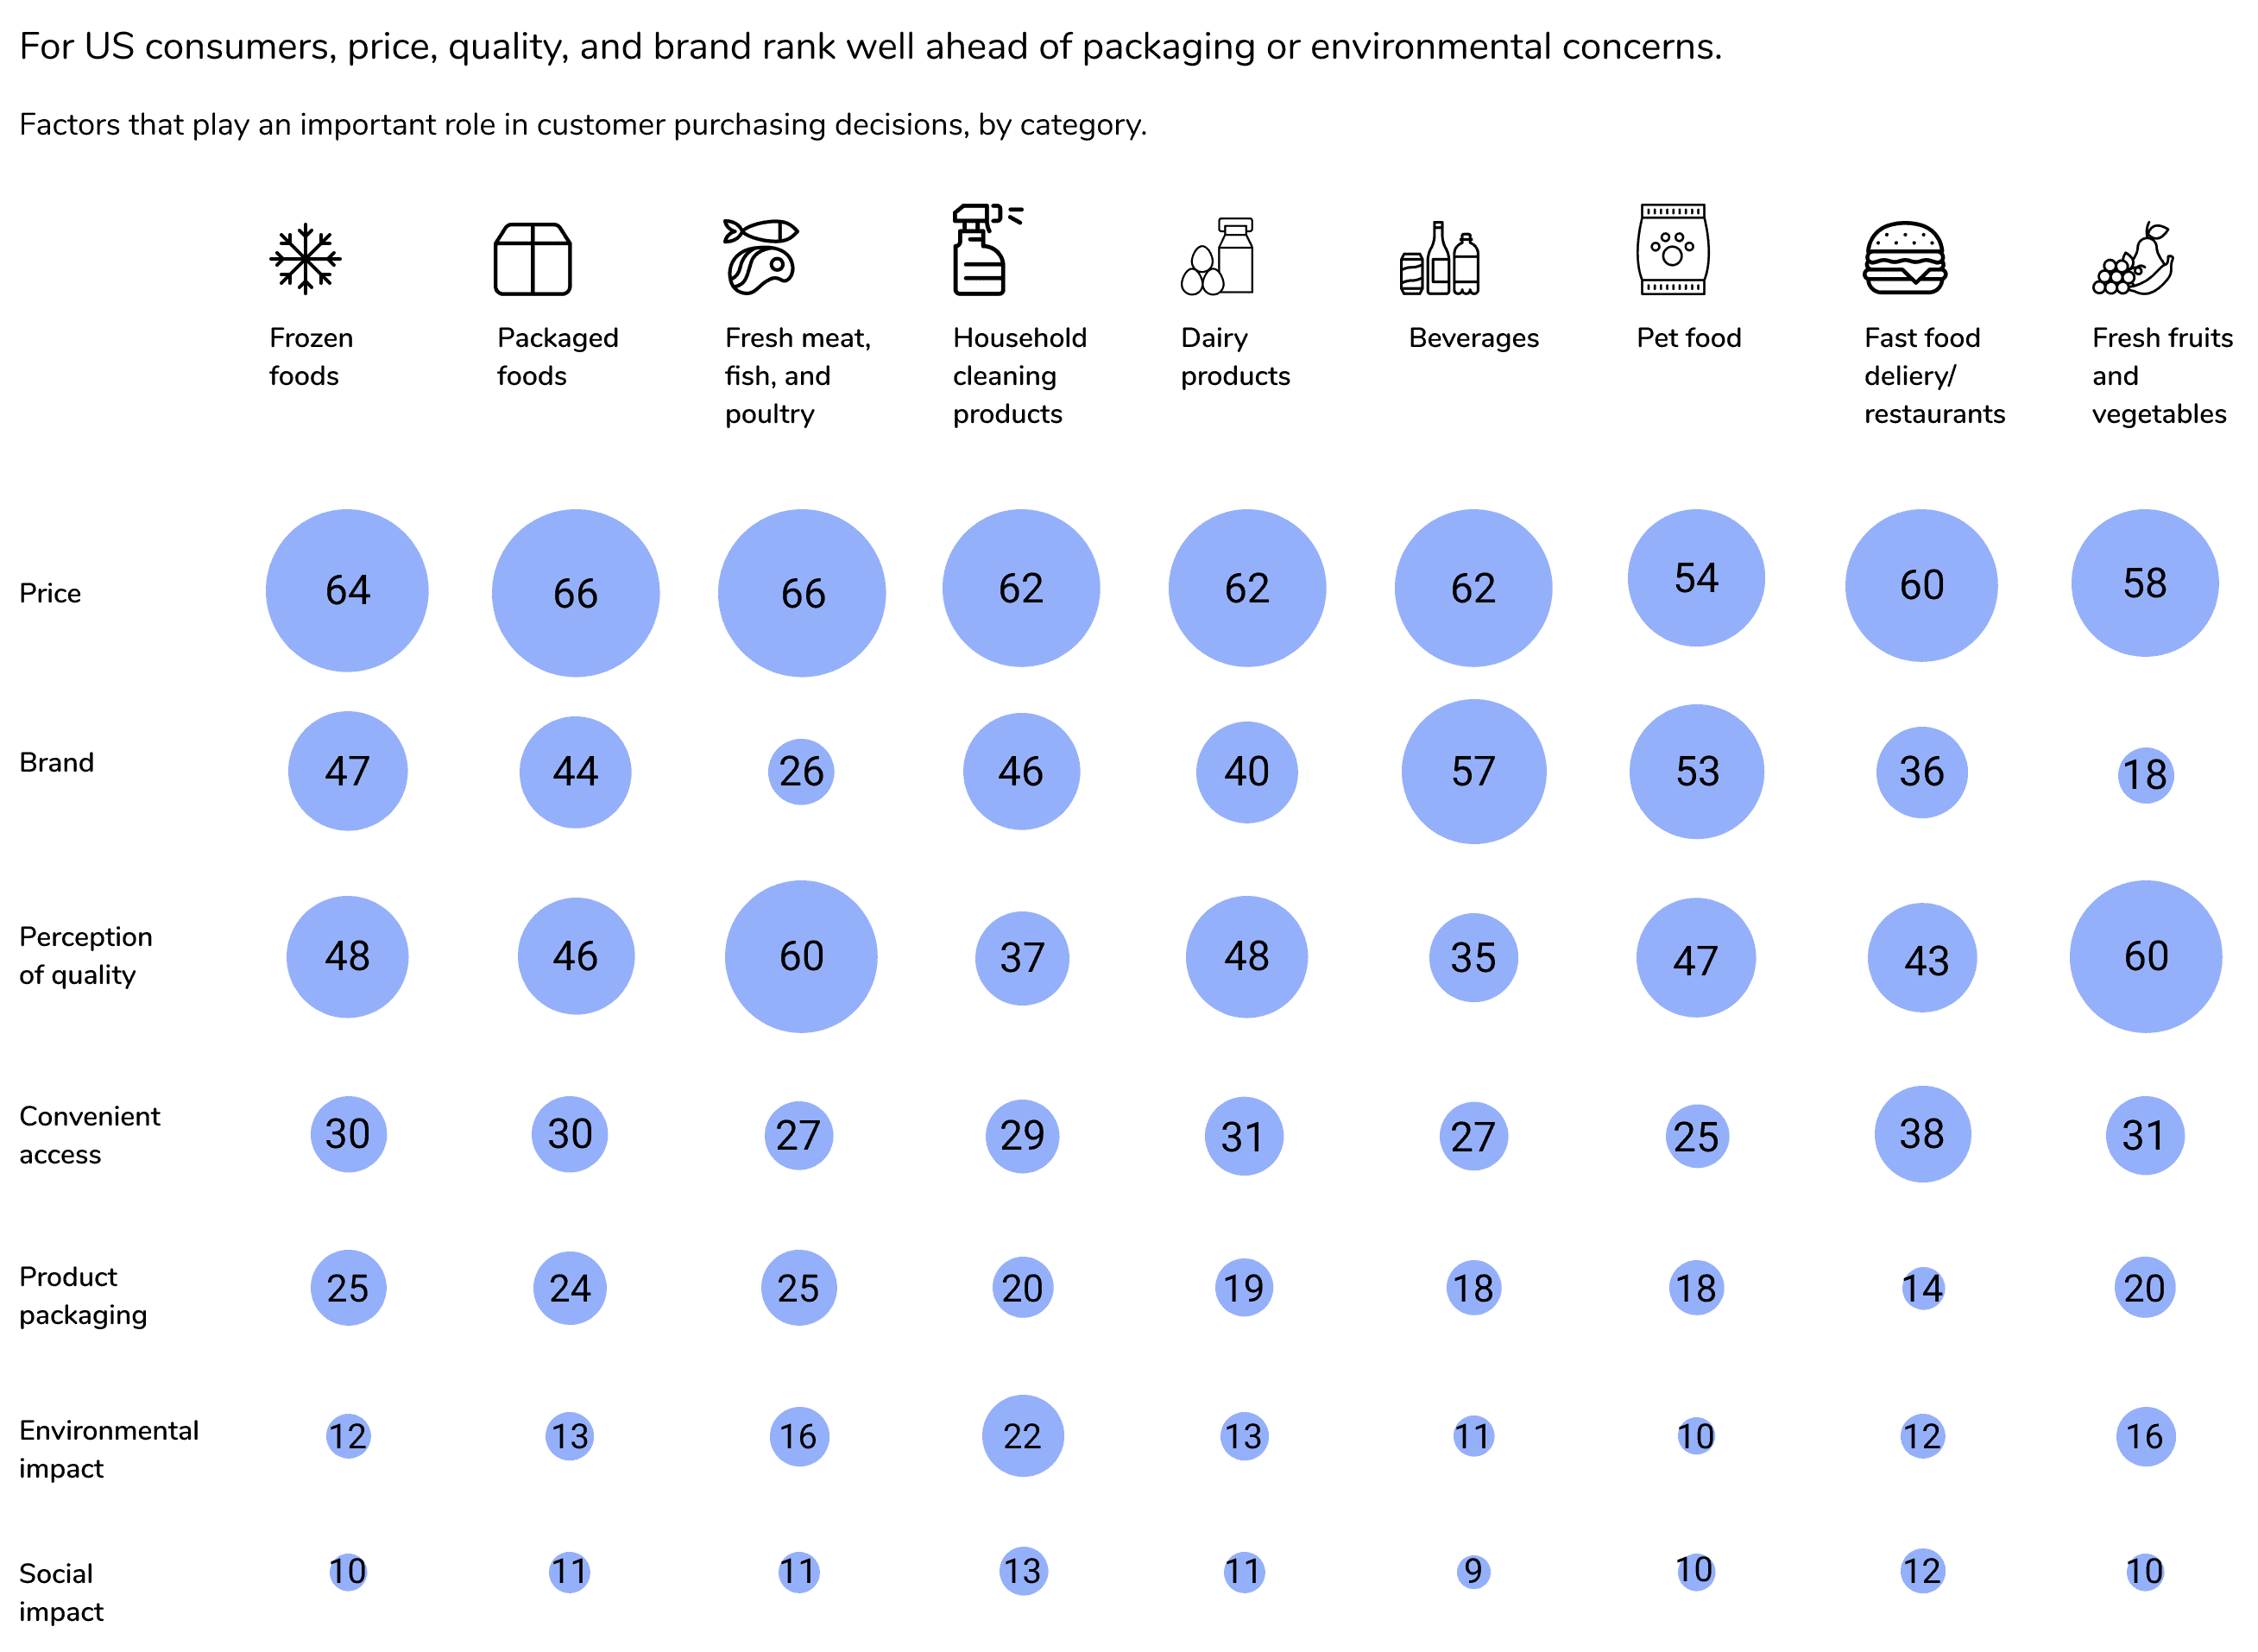 For US consumers, price, quality, and brand rank well ahead of packaging or environmental concerns.
Factors that play an important role in customer purchasing decisions, by category.
Frozen
foods
Packaged
foods
Fresh meat,
fish, and
poultry
Household
cleaning
products
Dairy
products
Beverages
Pet food
Fast food
deliery/
restaurants
Fresh fruits
and
vegetables
Price
64 66 66 62 62 62 54 60 58
Brand
47 44 26 46 40 57 53 36 18
Perception
of quality
48 46 60 37 48 35 47 43 60
Convenient
access
30 30 27 29 31 27 25 38 31
Product
packaging
25 24 25 20 19 18 18 14 20
Environmental
impact
12 13 16 22 13 11 10 12 16
Social
impact
10 11 11 13 11 9 10 12 10